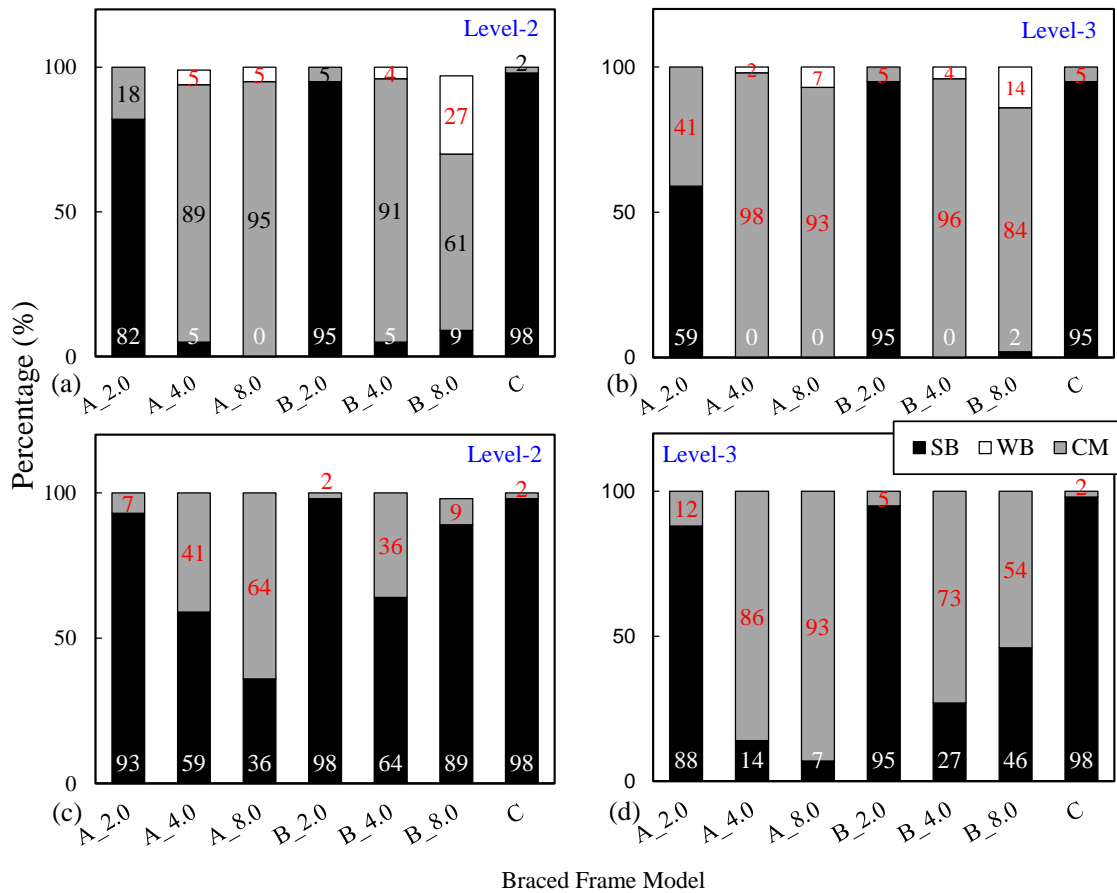 Percentage (%)
Level-2
100
50
0
18
82
5
89
5
5
95
0
5
95
4
91
5
27
61
9
2
98
(a)
A_2.0
A_4.0
A_8.0
B_2.0
B_4.0
B_8.0
C
Level-3
100
50
0
41
59
2
98
0
7
93
0
5
95
4
96
0
14
84
2
5
95
(b)
A_2.0
A_4.0
A_8.0
B_2.0
B_4.0
B_8.0
C
SB WB CM
Level-2
100
50
0
7
93
41
59
64
36
2
98
36
64
9
89
2
98
(c)
A_2.0
A_4.0
A_8.0
B_2.0
B_4.0
B_8.0
C
Level-3
100
50
0
12
88
86
14
93
7
5
95
73
27
54
46
2
98
(d)
A_2.0
A_4.0
A_8.0
B_2.0
B_4.0
B_8.0
C
Braced Frame Model